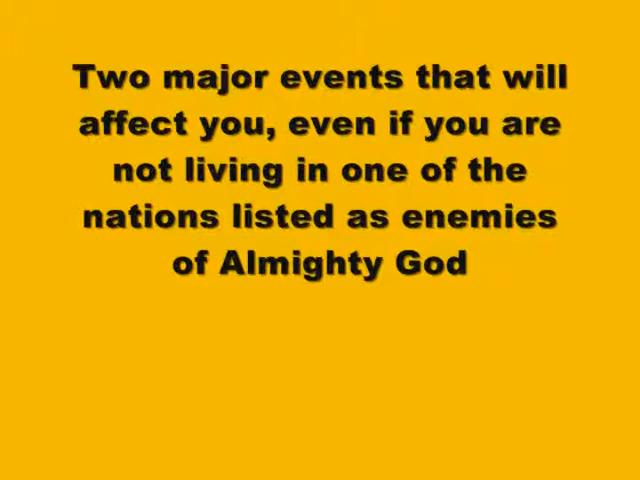 Two major events that will
affect you, even if you are
not living in one of the
nations listed as enemies
of Almighty God